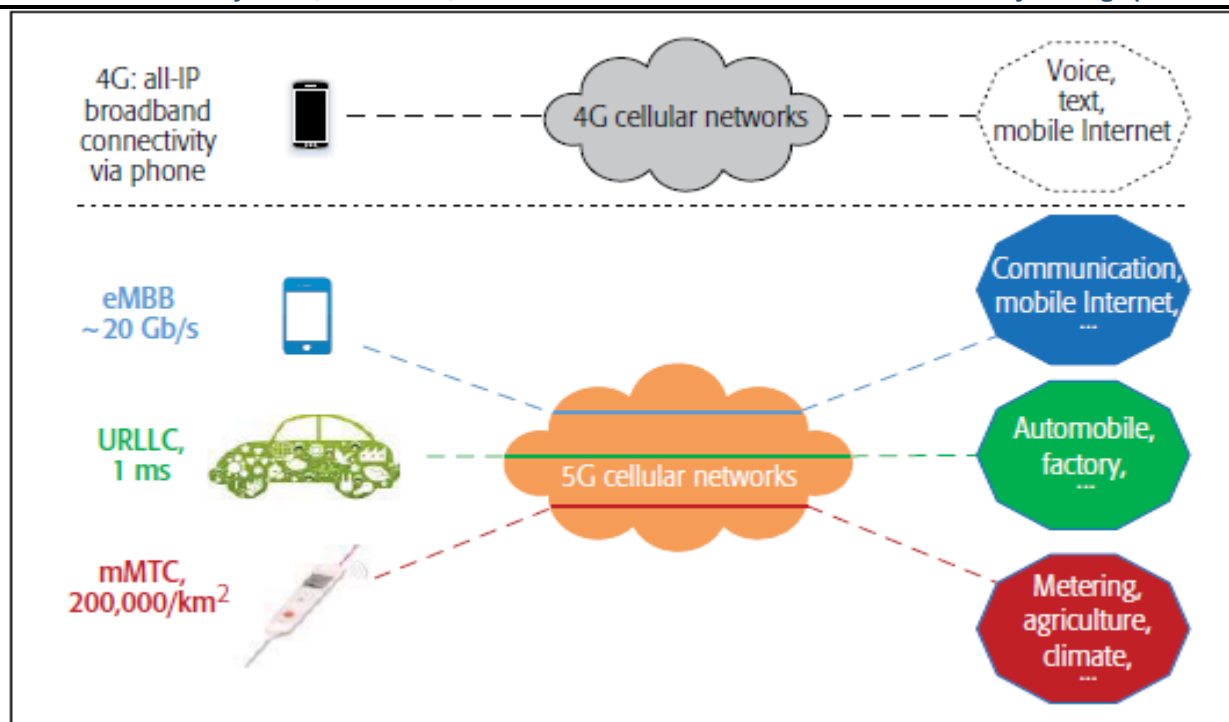 4G: all-IP
broadband
connectivity
via phone
4G cellular networks
Voice,
text,
mobile Internet
eMBB
~20 Gb/s
Communication,
mobile Internet,
...
URLLC,
1 ms
5G cellular networks
Automobile,
factory,
...
mMTC,
200,000/km²
Metering,
agriculture,
climate,
...